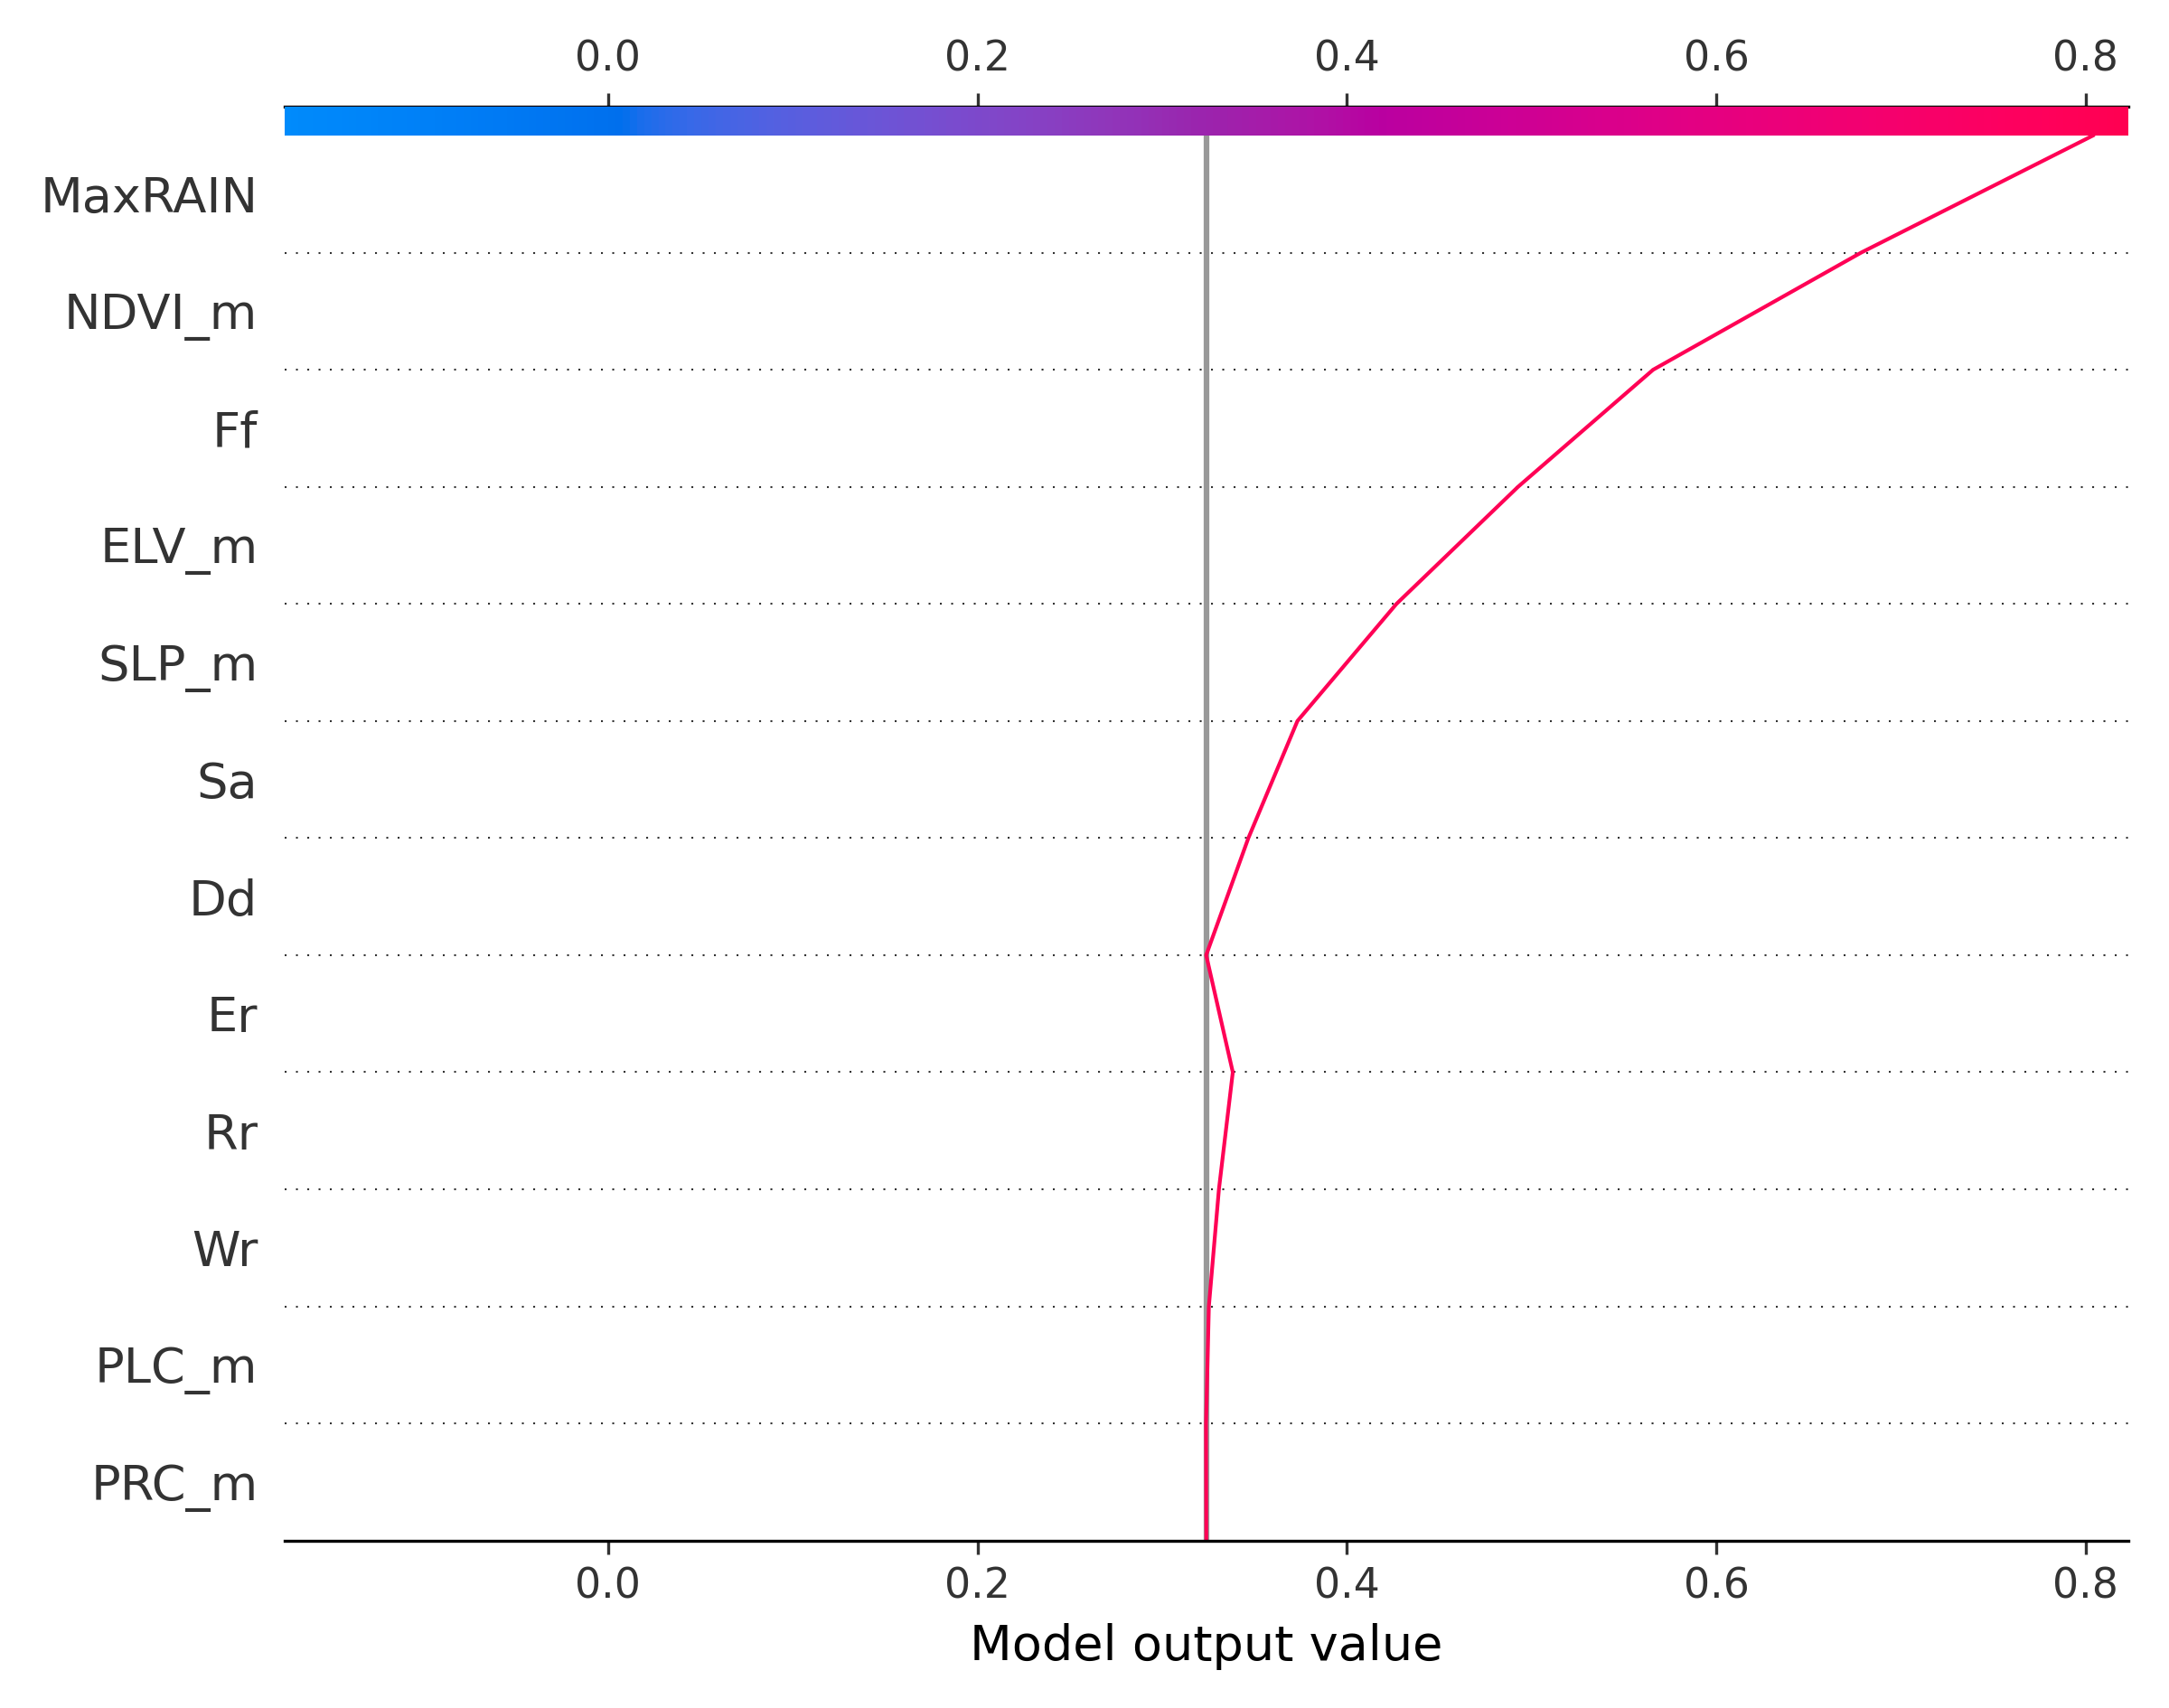 0.0 0.2 0.4 0.6 0.8
MaxRAIN
NDVI_m
Ff
ELV_m
SLP_m
Sa
Dd
Er
Rr
Wr
PLC_m
PRC_m
0.0 0.2 0.4 0.6 0.8
Model output value